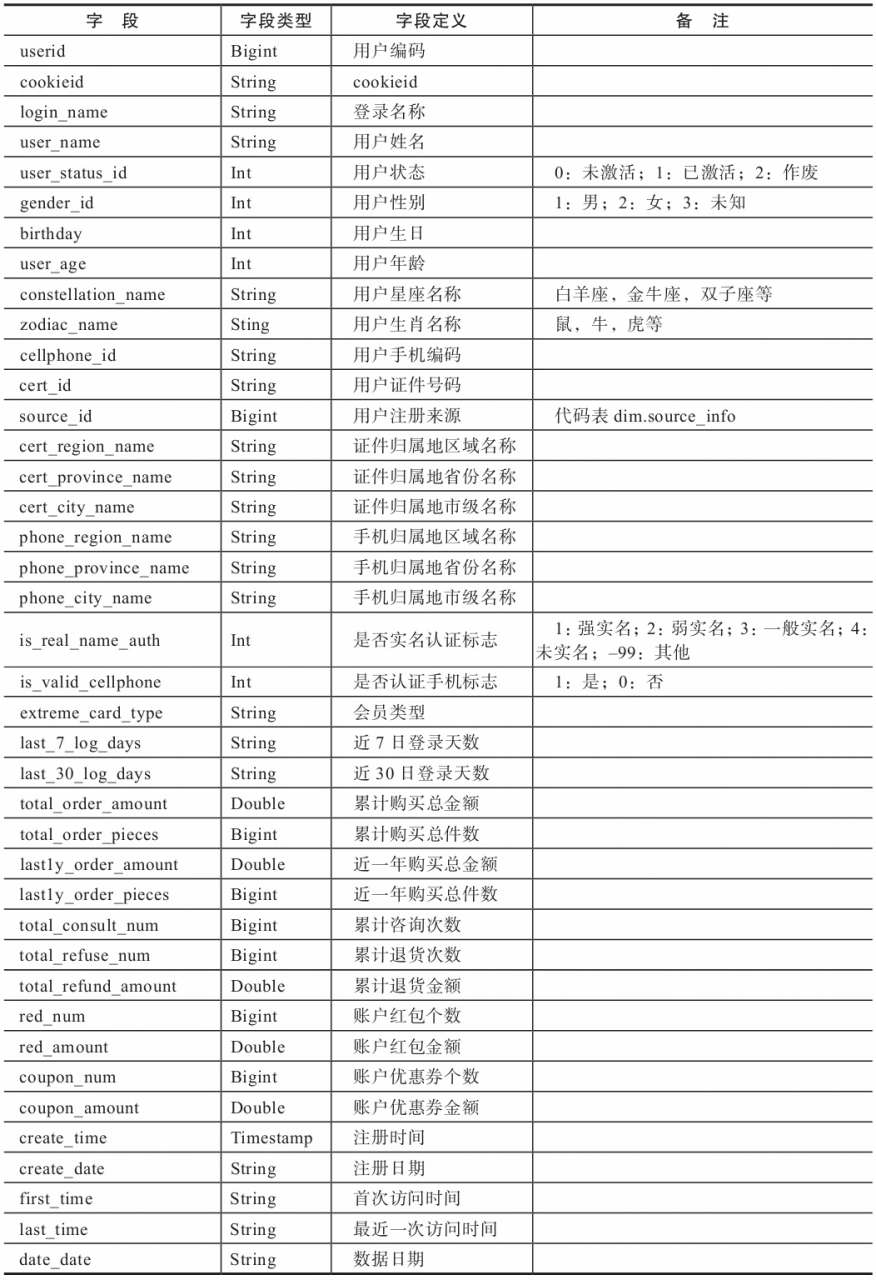 字 段 字段类型 字段定义 备 注
userid Bigint 用户编码
cookieid String cookieid
login_name String 登录名称
user_name String 用户姓名
user_status_id Int 用户状态 0：未激活；1：已激活；2：作废
gender_id Int 用户性别 1：男；2：女；3：未知
birthday Int 用户生日
user_age Int 用户年龄
constellation_name String 用户星座名称 白羊座，金牛座，双子座等
zodiac_name Sting 用户生肖名称 鼠，牛，虎等
cellphone_id String 用户手机编码
cert_id String 用户证件号码
source_id Bigint 用户注册来源 代码表 dim.source_info
cert_region_name String 证件归属地区域名称
cert_province_name String 证件归属地省份名称
cert_city_name String 证件归属地市级名称
phone_region_name String 手机归属地区域名称
phone_province_name String 手机归属地省份名称
phone_city_name String 手机归属地市级名称
is_real_name_auth Int 是否实名认证标志 1：强实名；2：弱实名；3：一般实名；4：
未实名；–99：其他
is_valid_cellphone Int 是否认证手机标志 1：是；0：否
extreme_card_type String 会员类型
last_7_log_days String 近 7 日登录天数
last_30_log_days String 近 30 日登录天数
total_order_amount Double 累计购买总金额
total_order_pieces Bigint 累计购买总件数
last1y_order_amount Double 近一年购买总金额
last1y_order_pieces Bigint 近一年购买总件数
total_consult_num Bigint 累计咨询次数
total_refuse_num Bigint 累计退货次数
total_refund_amount Double 累计退货金额
red_num Bigint 账户红包个数
red_amount Double 账户红包金额
coupon_num Bigint 账户优惠券个数
coupon_amount Double 账户优惠券金额
create_time Timestamp 注册时间
create_date String 注册日期
first_time String 首次访问时间
last_time String 最近一次访问时间
date_date String 数据日期